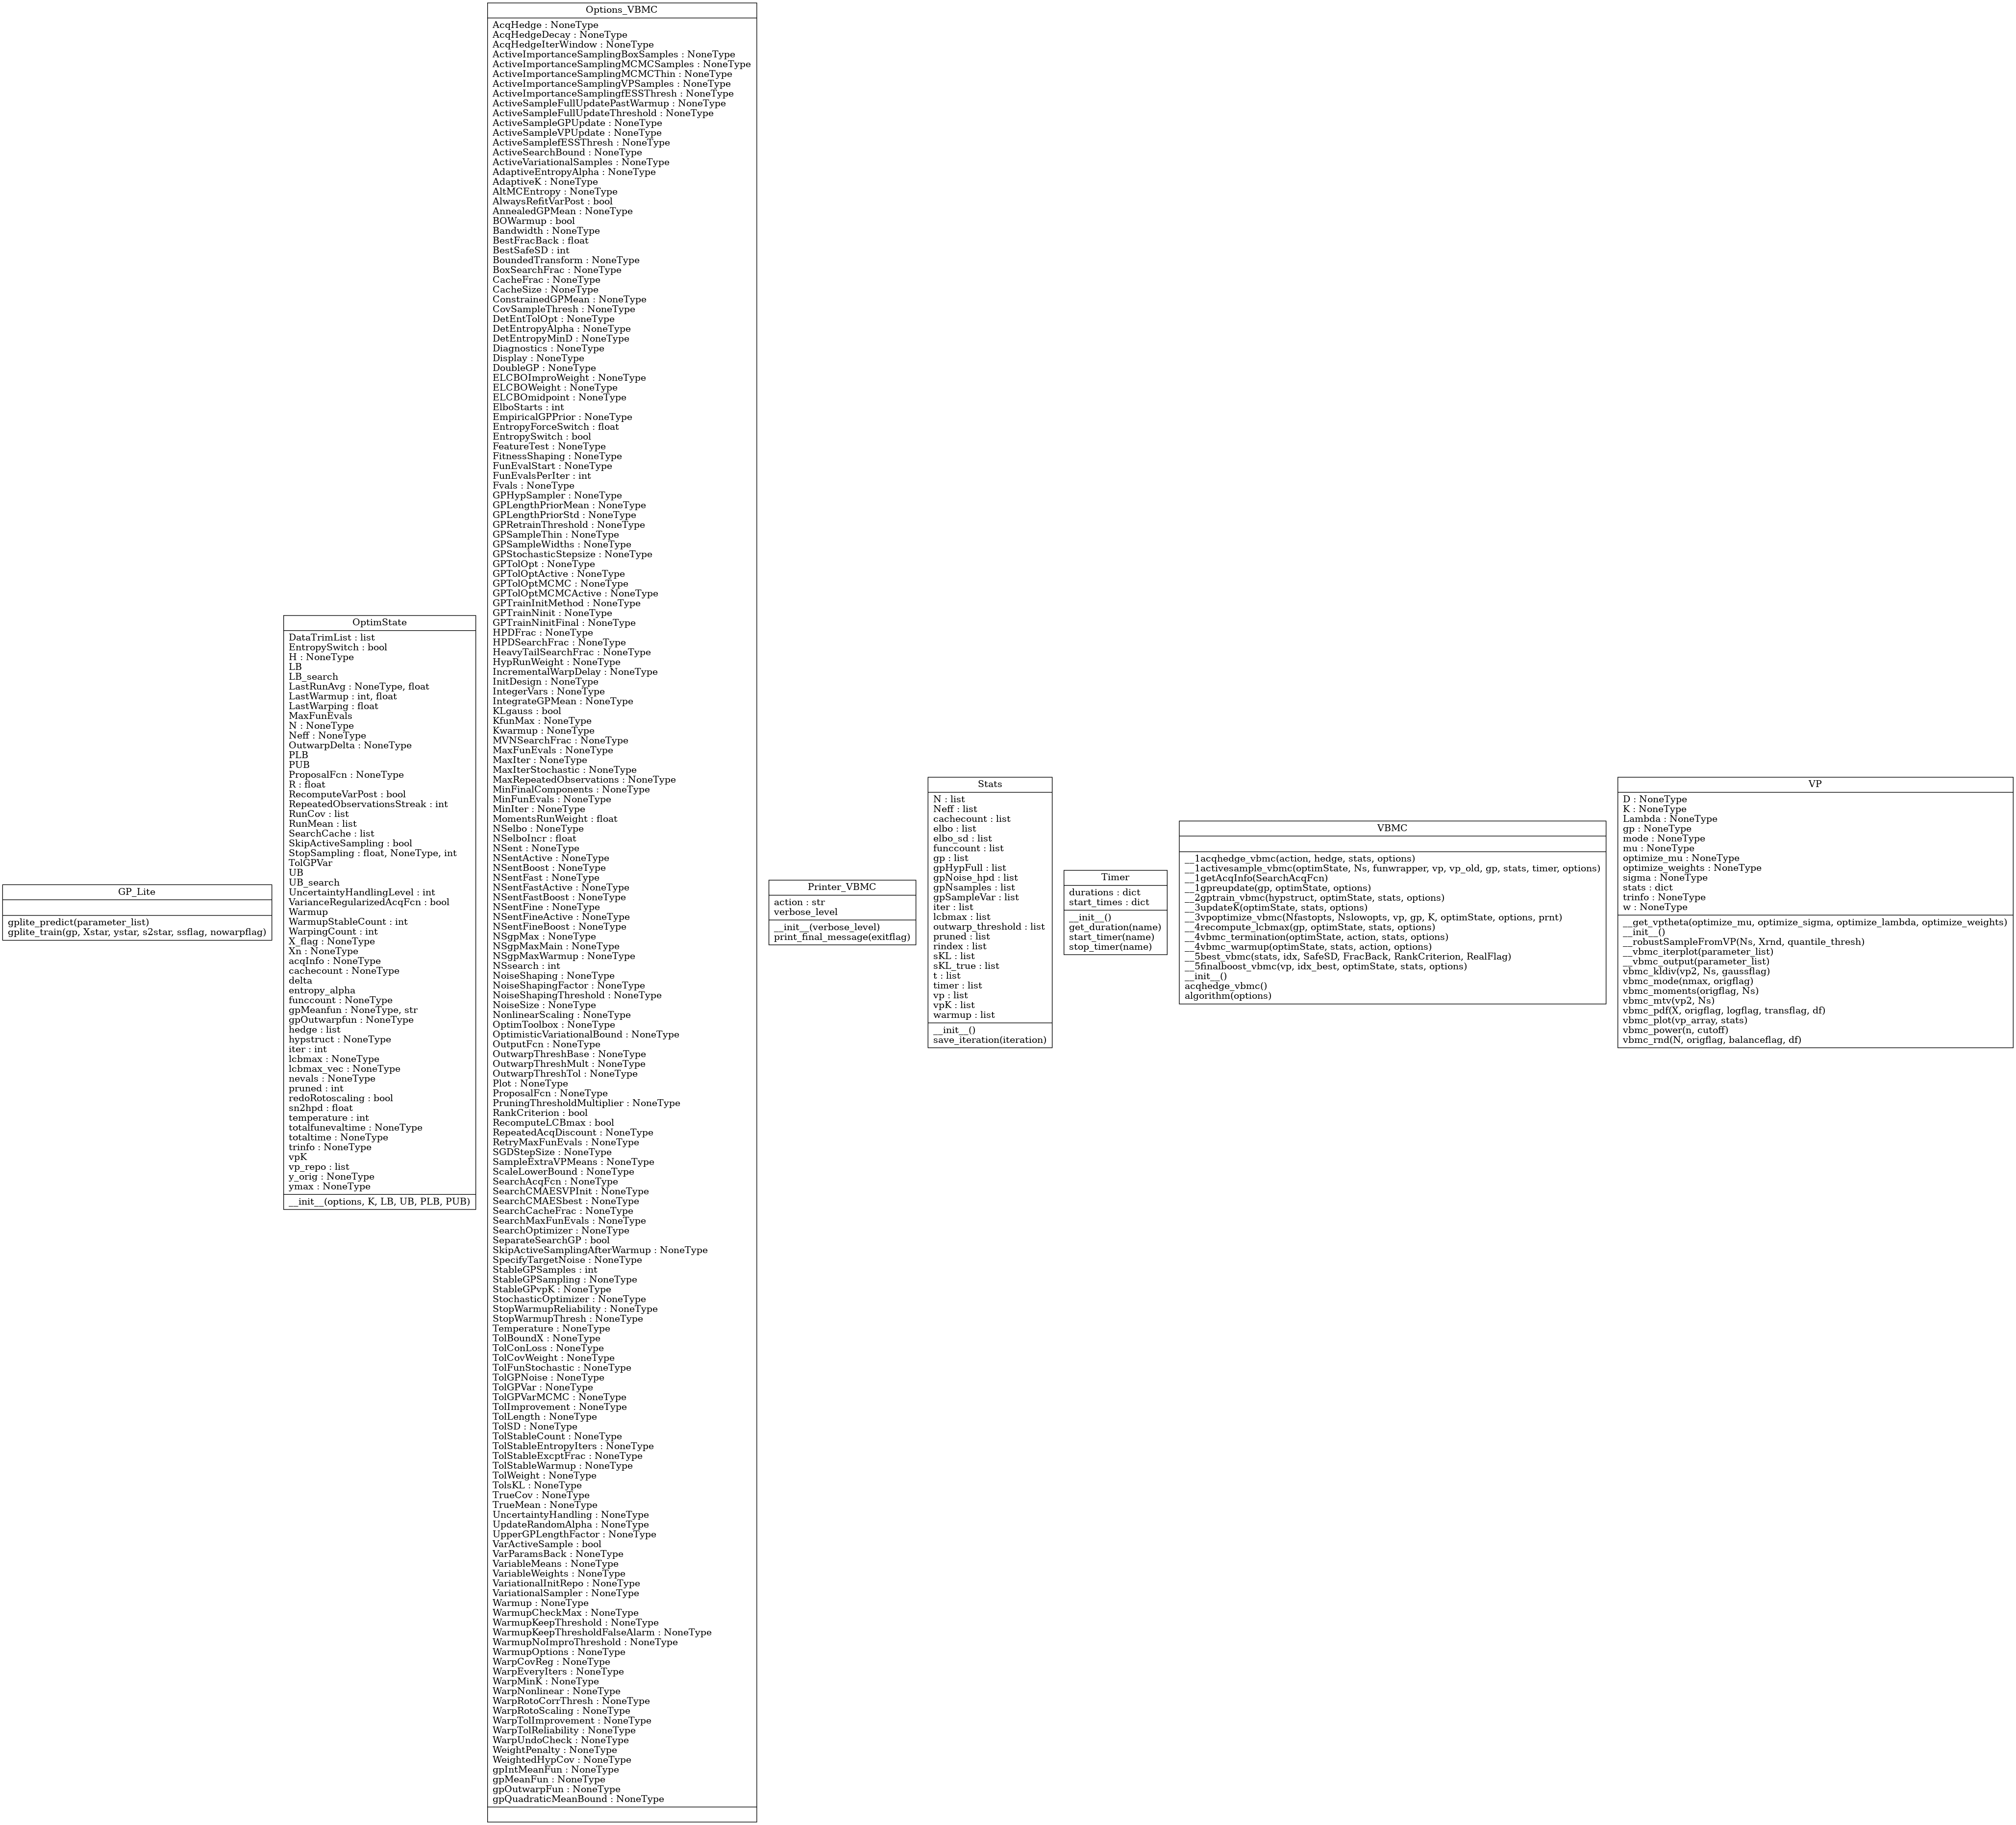 GP_Lite
gplite_predict(parameter_list)
gplite_train(gp, Xstar, ystar, s2star, ssflag, nowarpflag)
OptimState
DataTrimList : list
EntropySwitch : bool
H : NoneType
LB
LB_search
LastRunAvg : NoneType, float
LastWarmup : int, float
LastWarping : float
MaxFunEvals
N : NoneType
Neff : NoneType
OutwarpDelta : NoneType
PLB
PUB
ProposalFcn : NoneType
R : float
RecomputeVarPost : bool
RepeatedObservationsStreak : int
RunCov : list
RunMean : list
SearchCache : list
SkipActiveSampling : bool
StopSampling : float, NoneType, int
TolGPVar
UB
UB_search
UncertaintyHandlingLevel : int
VarianceRegularizedAcqFcn : bool
Warmup
WarmupStableCount : int
WarpingCount : int
X_flag : NoneType
Xn : NoneType
acqInfo : NoneType
cachecount : NoneType
delta
entropy_alpha
funccount : NoneType
gpMeanfun : NoneType, str
gpOutwarpfun : NoneType
hedge : list
hypstruct : NoneType
iter : int
lcbmax : NoneType
lcbmax_vec : NoneType
nevals : NoneType
pruned : int
redoRotoscaling : bool
sn2hpd : float
temperature : int
totalfunevaltime : NoneType
totaltime : NoneType
trinfo : NoneType
vpK
vp_repo : list
y_orig : NoneType
ymax : NoneType
__init__(options, K, LB, UB, PLB, PUB)
Options_VBMC
AcqHedge : NoneType
AcqHedgeDecay : NoneType
AcqHedgeIterWindow : NoneType
ActiveImportanceSamplingBoxSamples : NoneType
ActiveImportanceSamplingMCMCSamples : NoneType
ActiveImportanceSamplingMCMCThin : NoneType
ActiveImportanceSamplingVPSamples : NoneType
ActiveImportanceSamplingfESSThresh : NoneType
ActiveSampleFullUpdatePastWarmup : NoneType
ActiveSampleFullUpdateThreshold : NoneType
ActiveSampleGPUpdate : NoneType
ActiveSampleVPUpdate : NoneType
ActiveSamplefESSThresh : NoneType
ActiveSearchBound : NoneType
ActiveVariationalSamples : NoneType
AdaptiveEntropyAlpha : NoneType
AdaptiveK : NoneType
AltMCEntropy : NoneType
AlwaysRefitVarPost : bool
AnnealedGPMean : NoneType
BOWarmup : bool
Bandwidth : NoneType
BestFracBack : float
BestSafeSD : int
BoundedTransform : NoneType
BoxSearchFrac : NoneType
CacheFrac : NoneType
CacheSize : NoneType
ConstrainedGPMean : NoneType
CovSampleThresh : NoneType
DetEntTolOpt : NoneType
DetEntropyAlpha : NoneType
DetEntropyMinD : NoneType
Diagnostics : NoneType
Display : NoneType
DoubleGP : NoneType
ELCBOImproWeight : NoneType
ELCBOWeight : NoneType
ELCBOmidpoint : NoneType
ElboStarts : int
EmpiricalGPPrior : NoneType
EntropyForceSwitch : float
EntropySwitch : bool
FeatureTest : NoneType
FitnessShaping : NoneType
FunEvalStart : NoneType
FunEvalsPerIter : int
Fvals : NoneType
GPHypSampler : NoneType
GPLengthPriorMean : NoneType
GPLengthPriorStd : NoneType
GPRetrainThreshold : NoneType
GPSampleThin : NoneType
GPSampleWidths : NoneType
GPStochasticStepsize : NoneType
GPTolOpt : NoneType
GPTolOptActive : NoneType
GPTolOptMCMC : NoneType
GPTolOptMCMCActive : NoneType
GPTrainInitMethod : NoneType
GPTrainNinit : NoneType
GPTrainNinitFinal : NoneType
HPDFrac : NoneType
HPDSearchFrac : NoneType
HeavyTailSearchFrac : NoneType
HypRunWeight : NoneType
IncrementalWarpDelay : NoneType
InitDesign : NoneType
IntegerVars : NoneType
IntegrateGPMean : NoneType
KLgauss : bool
KfunMax : NoneType
Kwarmup : NoneType
MVNSearchFrac : NoneType
MaxFunEvals : NoneType
MaxIter : NoneType
MaxIterStochastic : NoneType
MaxRepeatedObservations : NoneType
MinFinalComponents : NoneType
MinFunEvals : NoneType
MinIter : NoneType
MomentsRunWeight : float
NSelbo : NoneType
NSelboIncr : float
NSent : NoneType
NSentActive : NoneType
NSentBoost : NoneType
NSentFast : NoneType
NSentFastActive : NoneType
NSentFastBoost : NoneType
NSentFine : NoneType
NSentFineActive : NoneType
NSentFineBoost : NoneType
NSgpMax : NoneType
NSgpMaxMain : NoneType
NSgpMaxWarmup : NoneType
NSsearch : int
NoiseShaping : NoneType
NoiseShapingFactor : NoneType
NoiseShapingThreshold : NoneType
NoiseSize : NoneType
NonlinearScaling : NoneType
OptimToolbox : NoneType
OptimisticVariationalBound : NoneType
OutputFcn : NoneType
OutwarpThreshBase : NoneType
OutwarpThreshMult : NoneType
OutwarpThreshTol : NoneType
Plot : NoneType
ProposalFcn : NoneType
PruningThresholdMultiplier : NoneType
RankCriterion : bool
RecomputeLCBmax : bool
RepeatedAcqDiscount : NoneType
RetryMaxFunEvals : NoneType
SGDStepSize : NoneType
SampleExtraVPMeans : NoneType
ScaleLowerBound : NoneType
SearchAcqFcn : NoneType
SearchCMAESVPInit : NoneType
SearchCMAESbest : NoneType
SearchCacheFrac : NoneType
SearchMaxFunEvals : NoneType
SearchOptimizer : NoneType
SeparateSearchGP : bool
SkipActiveSamplingAfterWarmup : NoneType
SpecifyTargetNoise : NoneType
StableGPSamples : int
StableGPSampling : NoneType
StableGPvpK : NoneType
StochasticOptimizer : NoneType
StopWarmupReliability : NoneType
StopWarmupThresh : NoneType
Temperature : NoneType
TolBoundX : NoneType
TolConLoss : NoneType
TolCovWeight : NoneType
TolFunStochastic : NoneType
TolGPNoise : NoneType
TolGPVar : NoneType
TolGPVarMCMC : NoneType
TolImprovement : NoneType
TolLength : NoneType
TolSD : NoneType
TolStableCount : NoneType
TolStableEntropyIters : NoneType
TolStableExcptFrac : NoneType
TolStableWarmup : NoneType
TolWeight : NoneType
TolsKL : NoneType
TrueCov : NoneType
TrueMean : NoneType
UncertaintyHandling : NoneType
UpdateRandomAlpha : NoneType
UpperGPLengthFactor : NoneType
VarActiveSample : bool
VarParamsBack : NoneType
VariableMeans : NoneType
VariableWeights : NoneType
VariationalInitRepo : NoneType
VariationalSampler : NoneType
Warmup : NoneType
WarmupCheckMax : NoneType
WarmupKeepThreshold : NoneType
WarmupKeepThresholdFalseAlarm : NoneType
WarmupNoImproThreshold : NoneType
WarmupOptions : NoneType
WarpCovReg : NoneType
WarpEveryIters : NoneType
WarpMinK : NoneType
WarpNonlinear : NoneType
WarpRotoCorrThresh : NoneType
WarpRotoScaling : NoneType
WarpTolImprovement : NoneType
WarpTolReliability : NoneType
WarpUndoCheck : NoneType
WeightPenalty : NoneType
WeightedHypCov : NoneType
gpIntMeanFun : NoneType
gpMeanFun : NoneType
gpOutwarpFun : NoneType
gpQuadraticMeanBound : NoneType
Printer_VBMC
action : str
verbose_level
__init__(verbose_level)
print_final_message(exitflag)
Stats
N : list
Neff : list
cachecount : list
elbo : list
elbo_sd : list
funccount : list
gp : list
gpHypFull : list
gpNoise_hpd : list
gpNsamples : list
gpSampleVar : list
iter : list
lcbmax : list
outwarp_threshold : list
pruned : list
rindex : list
sKL : list
sKL_true : list
t : list
timer : list
vp : list
vpK : list
warmup : list
__init__()
save_iteration(iteration)
Timer
durations : dict
start_times : dict
__init__()
get_duration(name)
start_timer(name)
stop_timer(name)
VBMC
__1acqhedge_vbmc(action, hedge, stats, options)
__1activesample_vbmc(optimState, Ns, funwrapper, vp, vp_old, gp, stats, timer, options)
__1getAcqInfo(SearchAcqFcn)
__1gpreupdate(gp, optimState, options)
__2gptrain_vbmc(hypstruct, optimState, stats, options)
__3updateK(optimState, stats, options)
__3vpoptimize_vbmc(Nfastopts, Nslowopts, vp, gp, K, optimState, options, prnt)
__4recompute_lcbmax(gp, optimState, stats, options)
__4vbmc_termination(optimState, action, stats, options)
__4vbmc_warmup(optimState, stats, action, options)
__5best_vbmc(stats, idx, SafeSD, FracBack, RankCriterion, RealFlag)
__5finalboost_vbmc(vp, idx_best, optimState, stats, options)
__init__()
acqhedge_vbmc()
algorithm(options)
VP
D : NoneType
K : NoneType
Lambda : NoneType
gp : NoneType
mode : NoneType
mu : NoneType
optimize_mu : NoneType
optimize_weights : NoneType
sigma : NoneType
stats : dict
trinfo : NoneType
w : NoneType
__get_vptheta(optimize_mu, optimize_sigma, optimize_lambda, optimize_weights)
__init__()
__robustSampleFromVP(Ns, Xrnd, quantile_thresh)
__vbmc_iterplot(parameter_list)
__vbmc_output(parameter_list)
vbmc_kldiv(vp2, Ns, gaussflag)
vbmc_mode(nmax, origflag)
vbmc_moments(origflag, Ns)
vbmc_mtv(vp2, Ns)
vbmc_pdf(X, origflag, logflag, transflag, df)
vbmc_plot(vp_array, stats)
vbmc_power(n, cutoff)
vbmc_rnd(N, origflag, balanceflag, df)